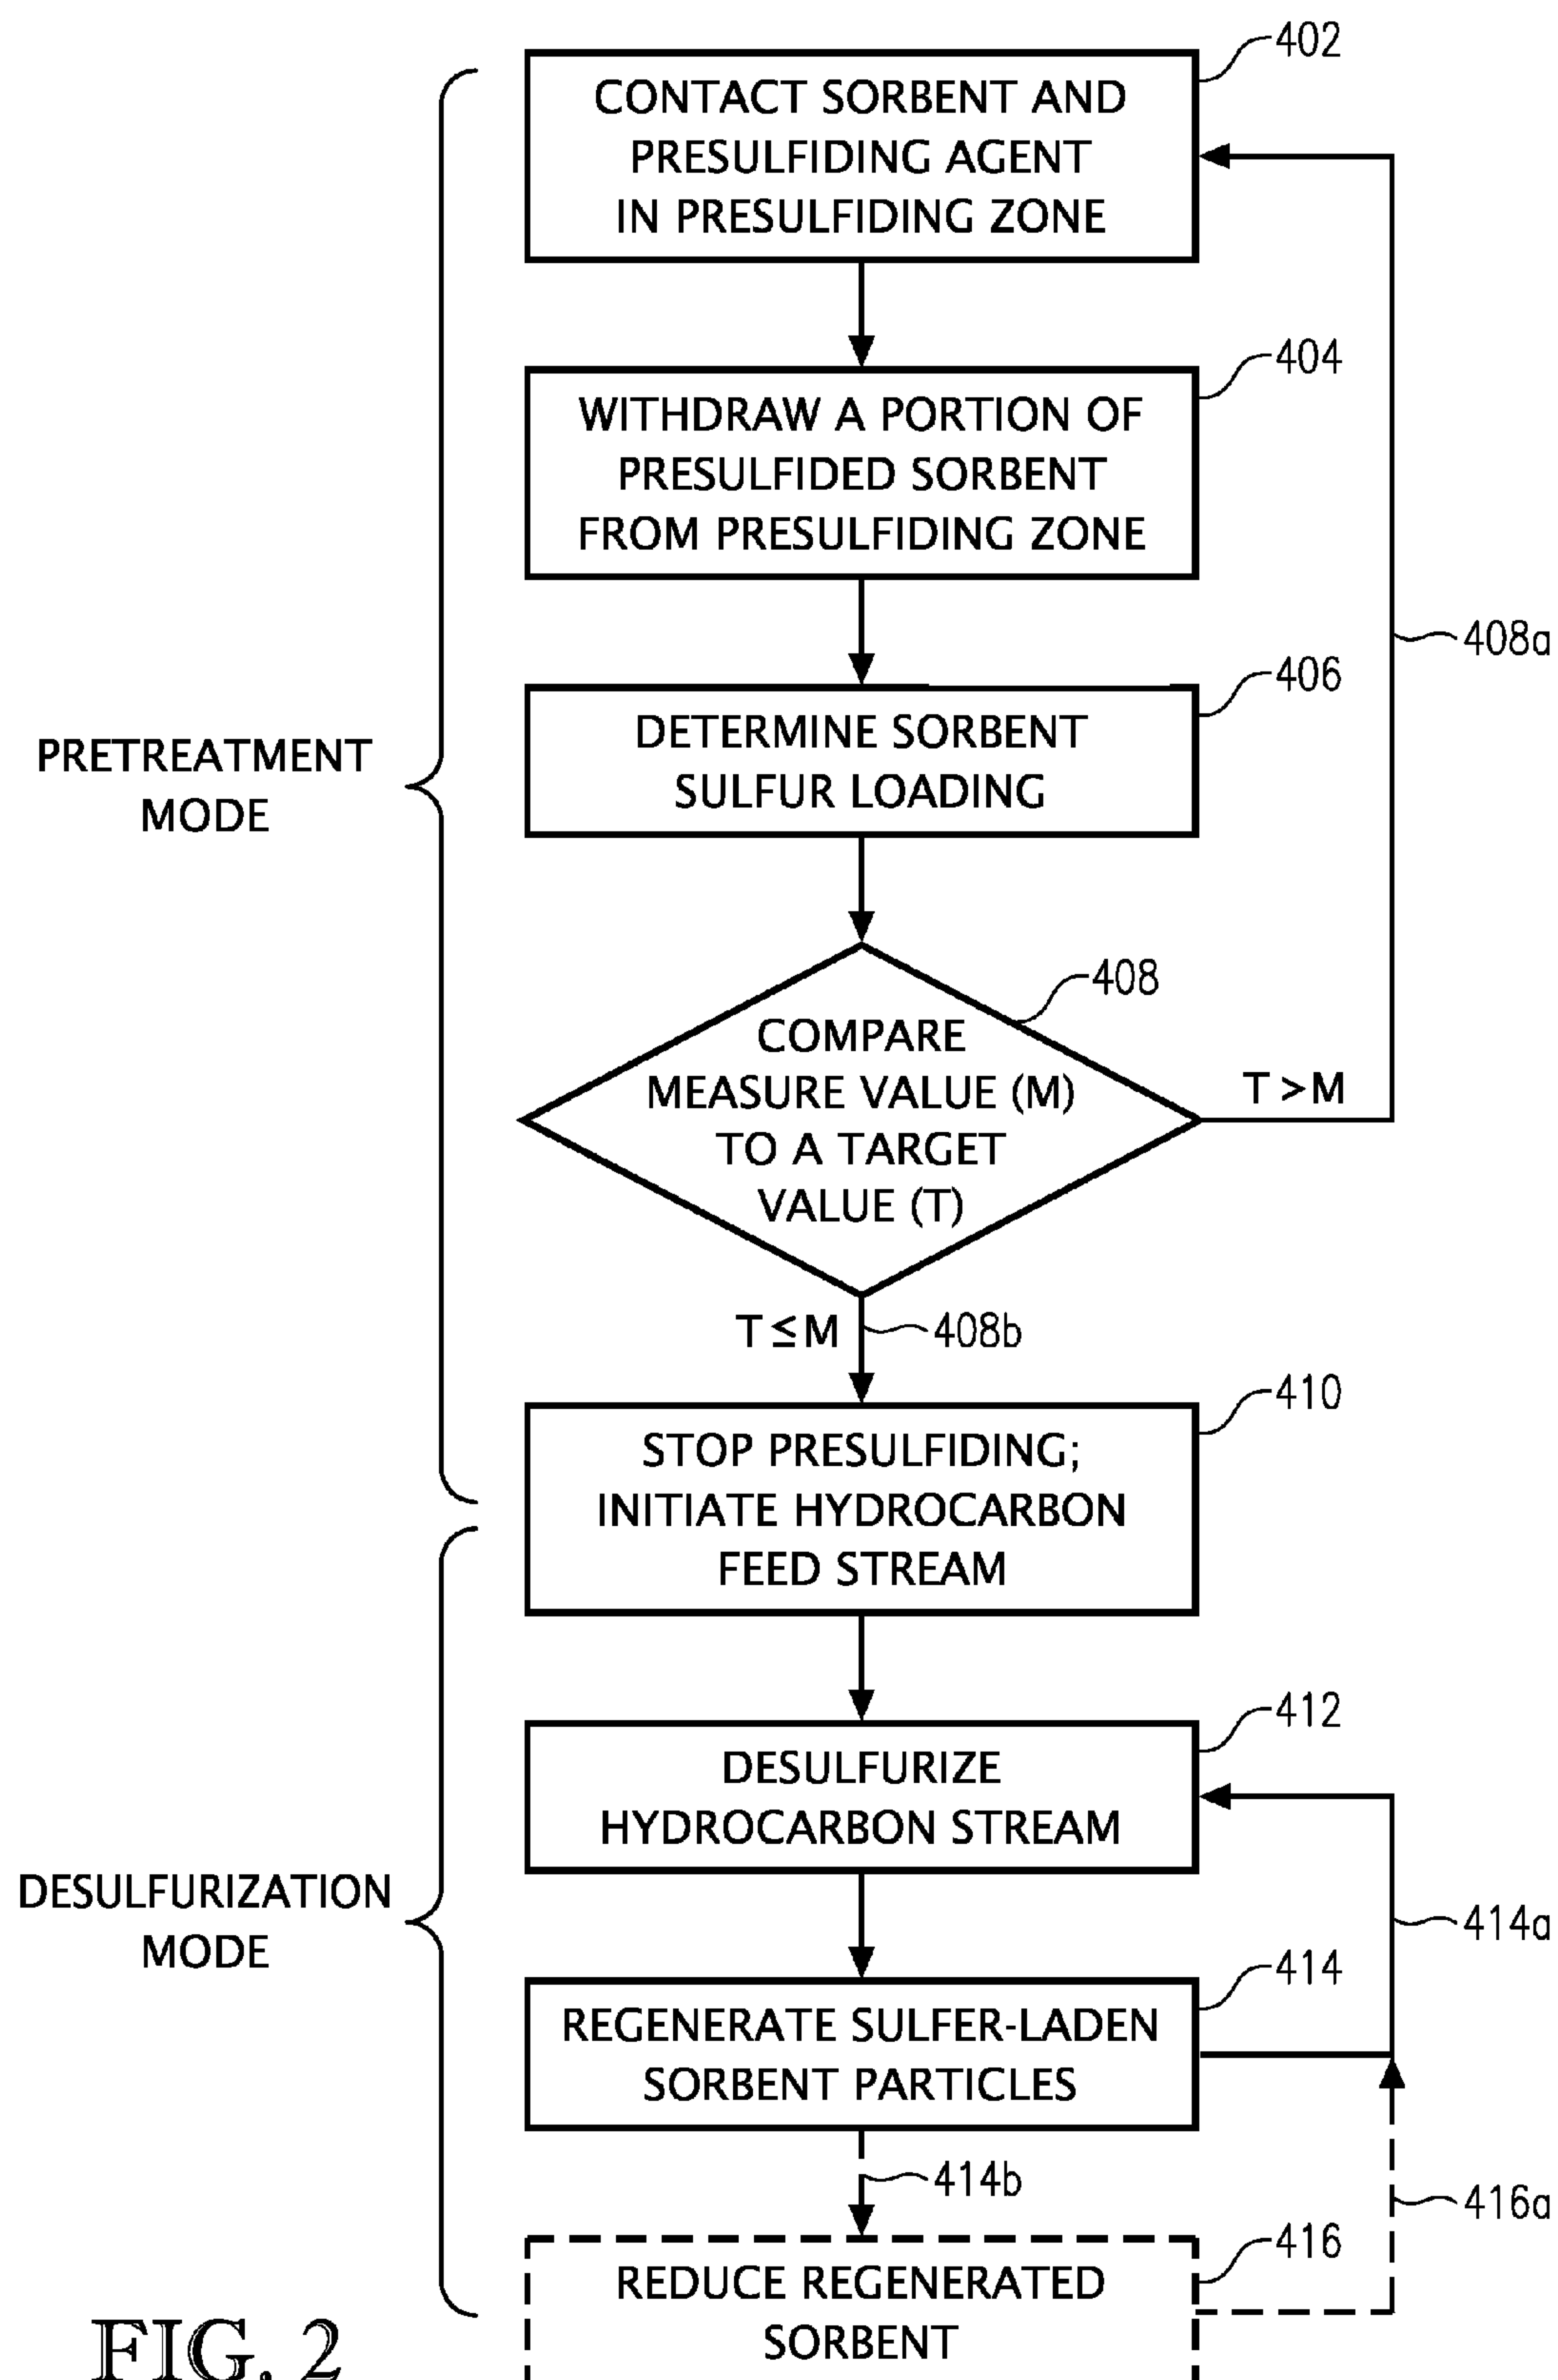 402
CONTACT SORBENT AND
PRESULFIDING AGENT
IN PRESULFIDING ZONE
404
WITHDRAW A PORTION OF
PRESULFIDED SORBENT
FROM PRESULFIDING ZONE
408a
406
DETERMINE SORBENT
SULFUR LOADING
PRETREATMENT
MODE
408
COMPARE
MEASURE VALUE (M)
TO A TARGET
VALUE (T)
T > M
T ≤ M
408b
410
STOP PRESULFIDING;
INITIATE HYDROCARBON
FEED STREAM
412
DESULFURIZE
HYDROCARBON STREAM
DESULFURIZATION
MODE
414a
414
REGENERATE SULFER-LADEN
SORBENT PARTICLES
414b
416a
416
REDUCE REGENERATED
SORBENT
FIG. 2